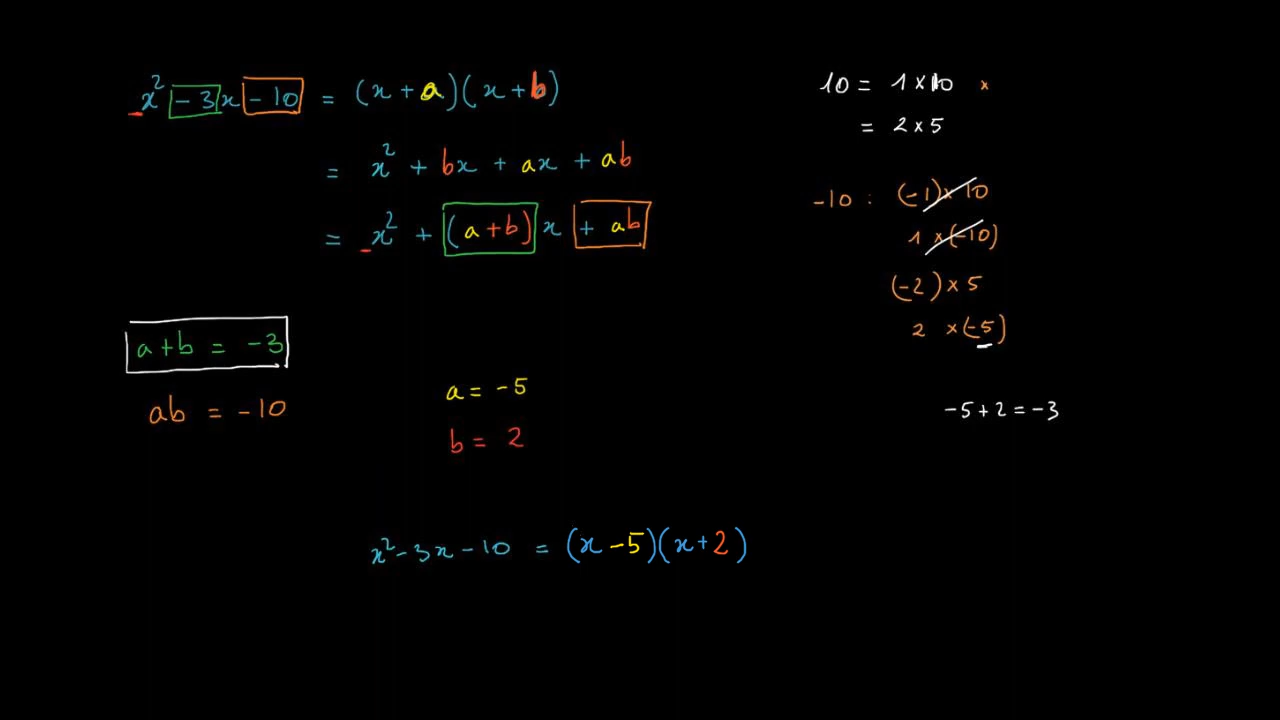 x² - 3x - 10 = (x + a)(x + b)
= x² + bx + ax + ab
= x² + (a + b)x + ab
a + b = -3
ab = -10
a = -5
b = 2
x² - 3x - 10 = (x - 5)(x + 2)
10 = 1 × 10 ×
= 2 × 5
-10 : (-1) × 10
1 × (-10)
(-2) × 5
2 × (-5)
-5 + 2 = -3